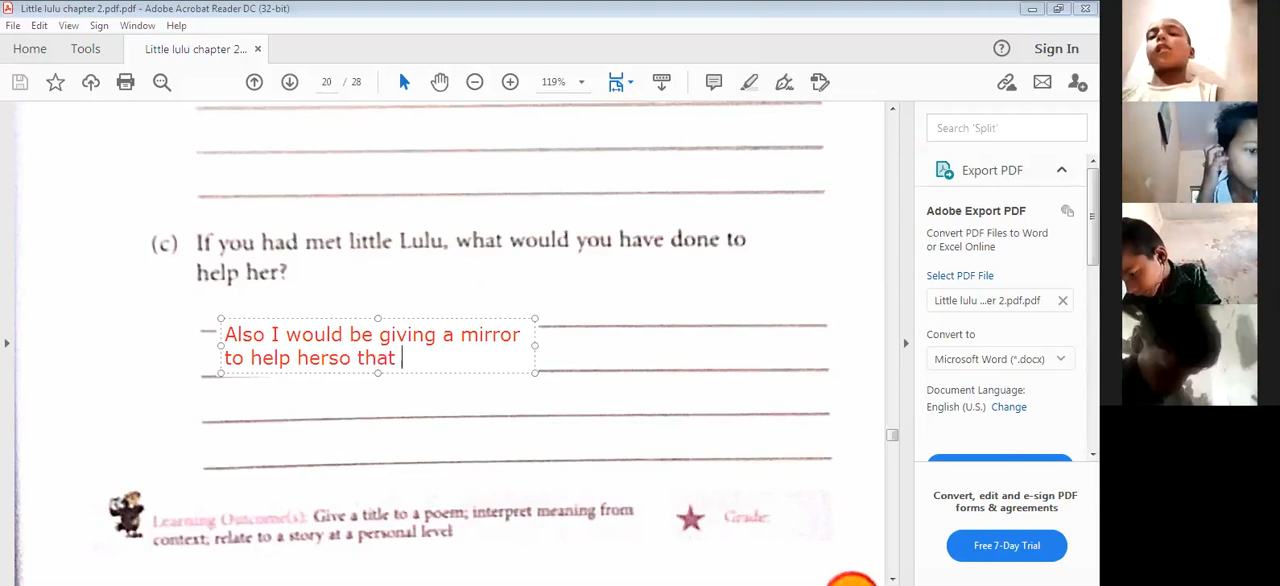 Little lulu chapter 2.pdf.pdf - Adobe Acrobat Reader DC (32-bit)
File Edit View Sign Window Help
Home Tools Little lulu chapter 2... × Sign In
20 / 28 119%
Search 'Split'
Export PDF
Adobe Export PDF
Convert PDF Files to Word
or Excel Online
Select PDF File
Little lulu ...er 2.pdf.pdf
Convert to
Microsoft Word (*.docx)
Document Language:
English (U.S.) Change
Convert, edit and e-sign PDF
forms & agreements
Free 7-Day Trial
(c) If you had met little Lulu, what would you have done to
help her?
Also I would be giving a mirror
to help herso that
Learning Outcome(s): Give a title to a poem; interpret meaning from
context; relate to a story at a personal level
Grade: